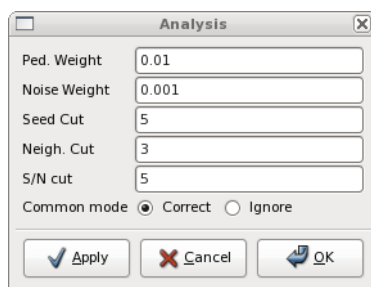 Analysis
Ped. Weight 0.01
Noise Weight 0.001
Seed Cut 5
Neigh. Cut 3
S/N cut 5
Common mode Correct Ignore
Apply Cancel OK